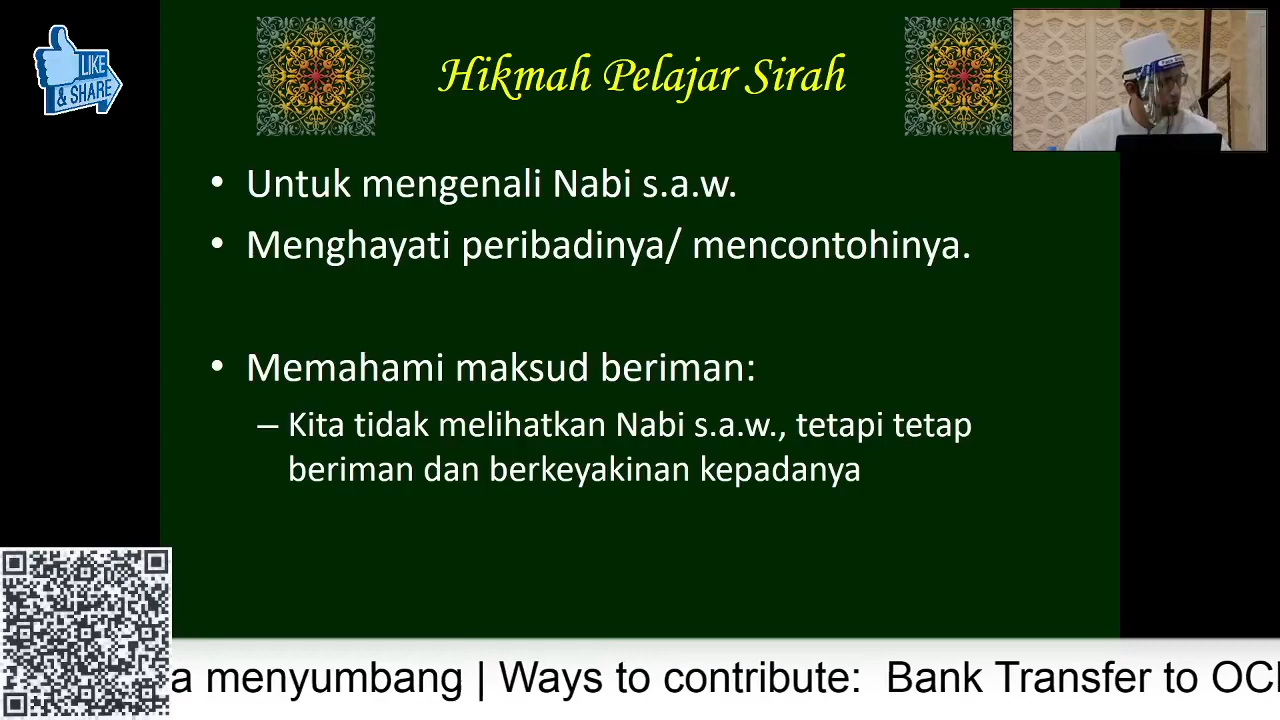 LIKE
& SHARE
Hikmah Pelajar Sirah
• Untuk mengenali Nabi s.a.w.
• Menghayati peribadinya/ mencontohinya.
• Memahami maksud beriman:
– Kita tidak melihatkan Nabi s.a.w., tetapi tetap
beriman dan berkeyakinan kepadanya
a menyumbang | Ways to contribute: Bank Transfer to OC